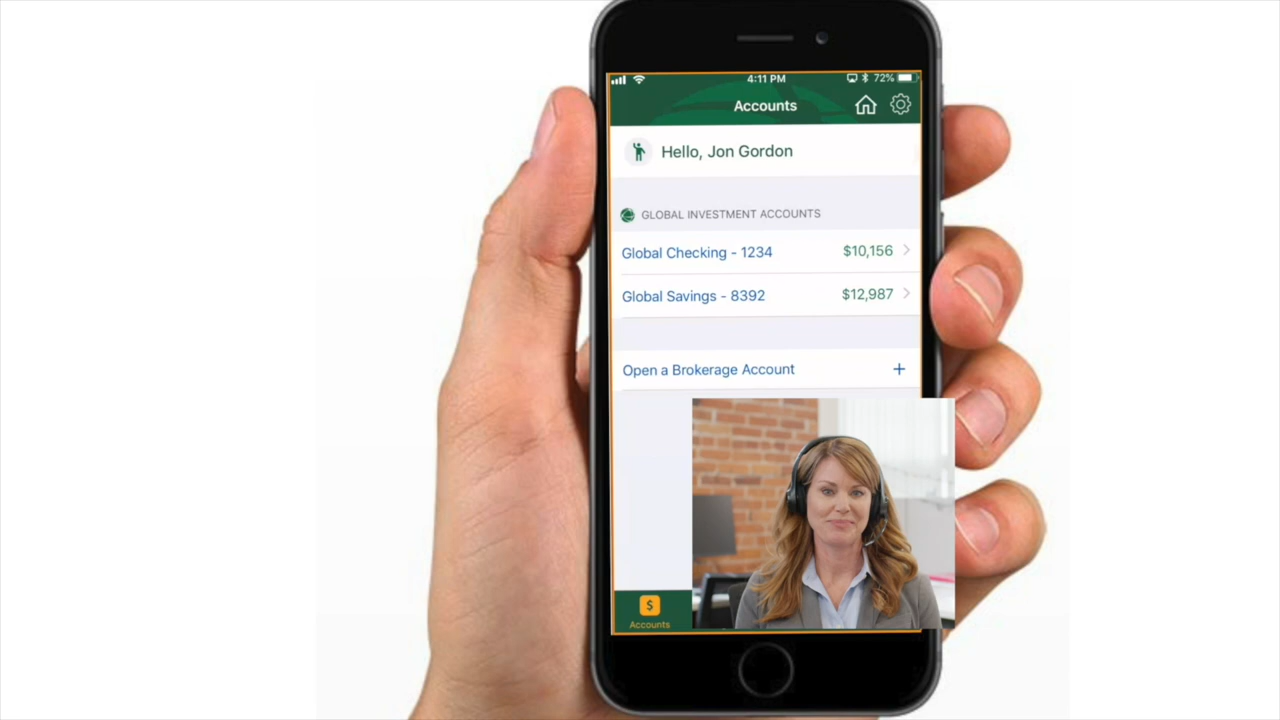 4:11 PM 72%
Accounts
Hello, Jon Gordon
GLOBAL INVESTMENT ACCOUNTS
Global Checking - 1234 $10,156
Global Savings - 8392 $12,987
Open a Brokerage Account +
$
Accounts